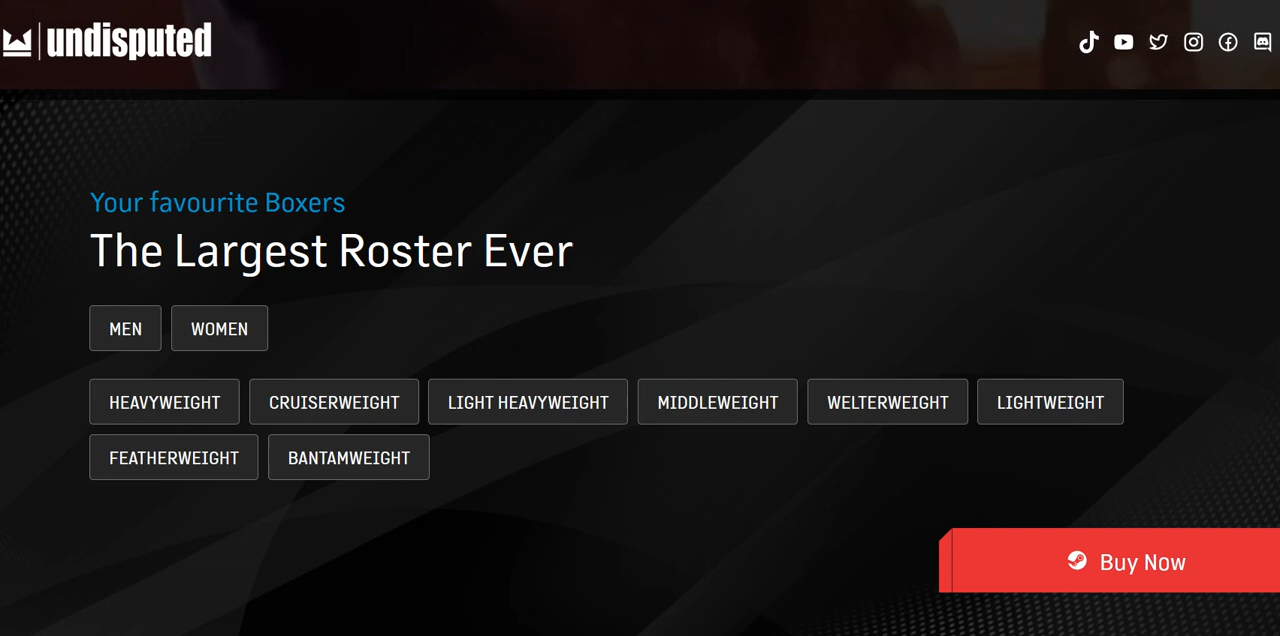 undisputed
Your favourite Boxers
The Largest Roster Ever
MEN WOMEN
HEAVYWEIGHT CRUISERWEIGHT LIGHT HEAVYWEIGHT MIDDLEWEIGHT WELTERWEIGHT LIGHTWEIGHT
FEATHERWEIGHT BANTAMWEIGHT
Buy Now